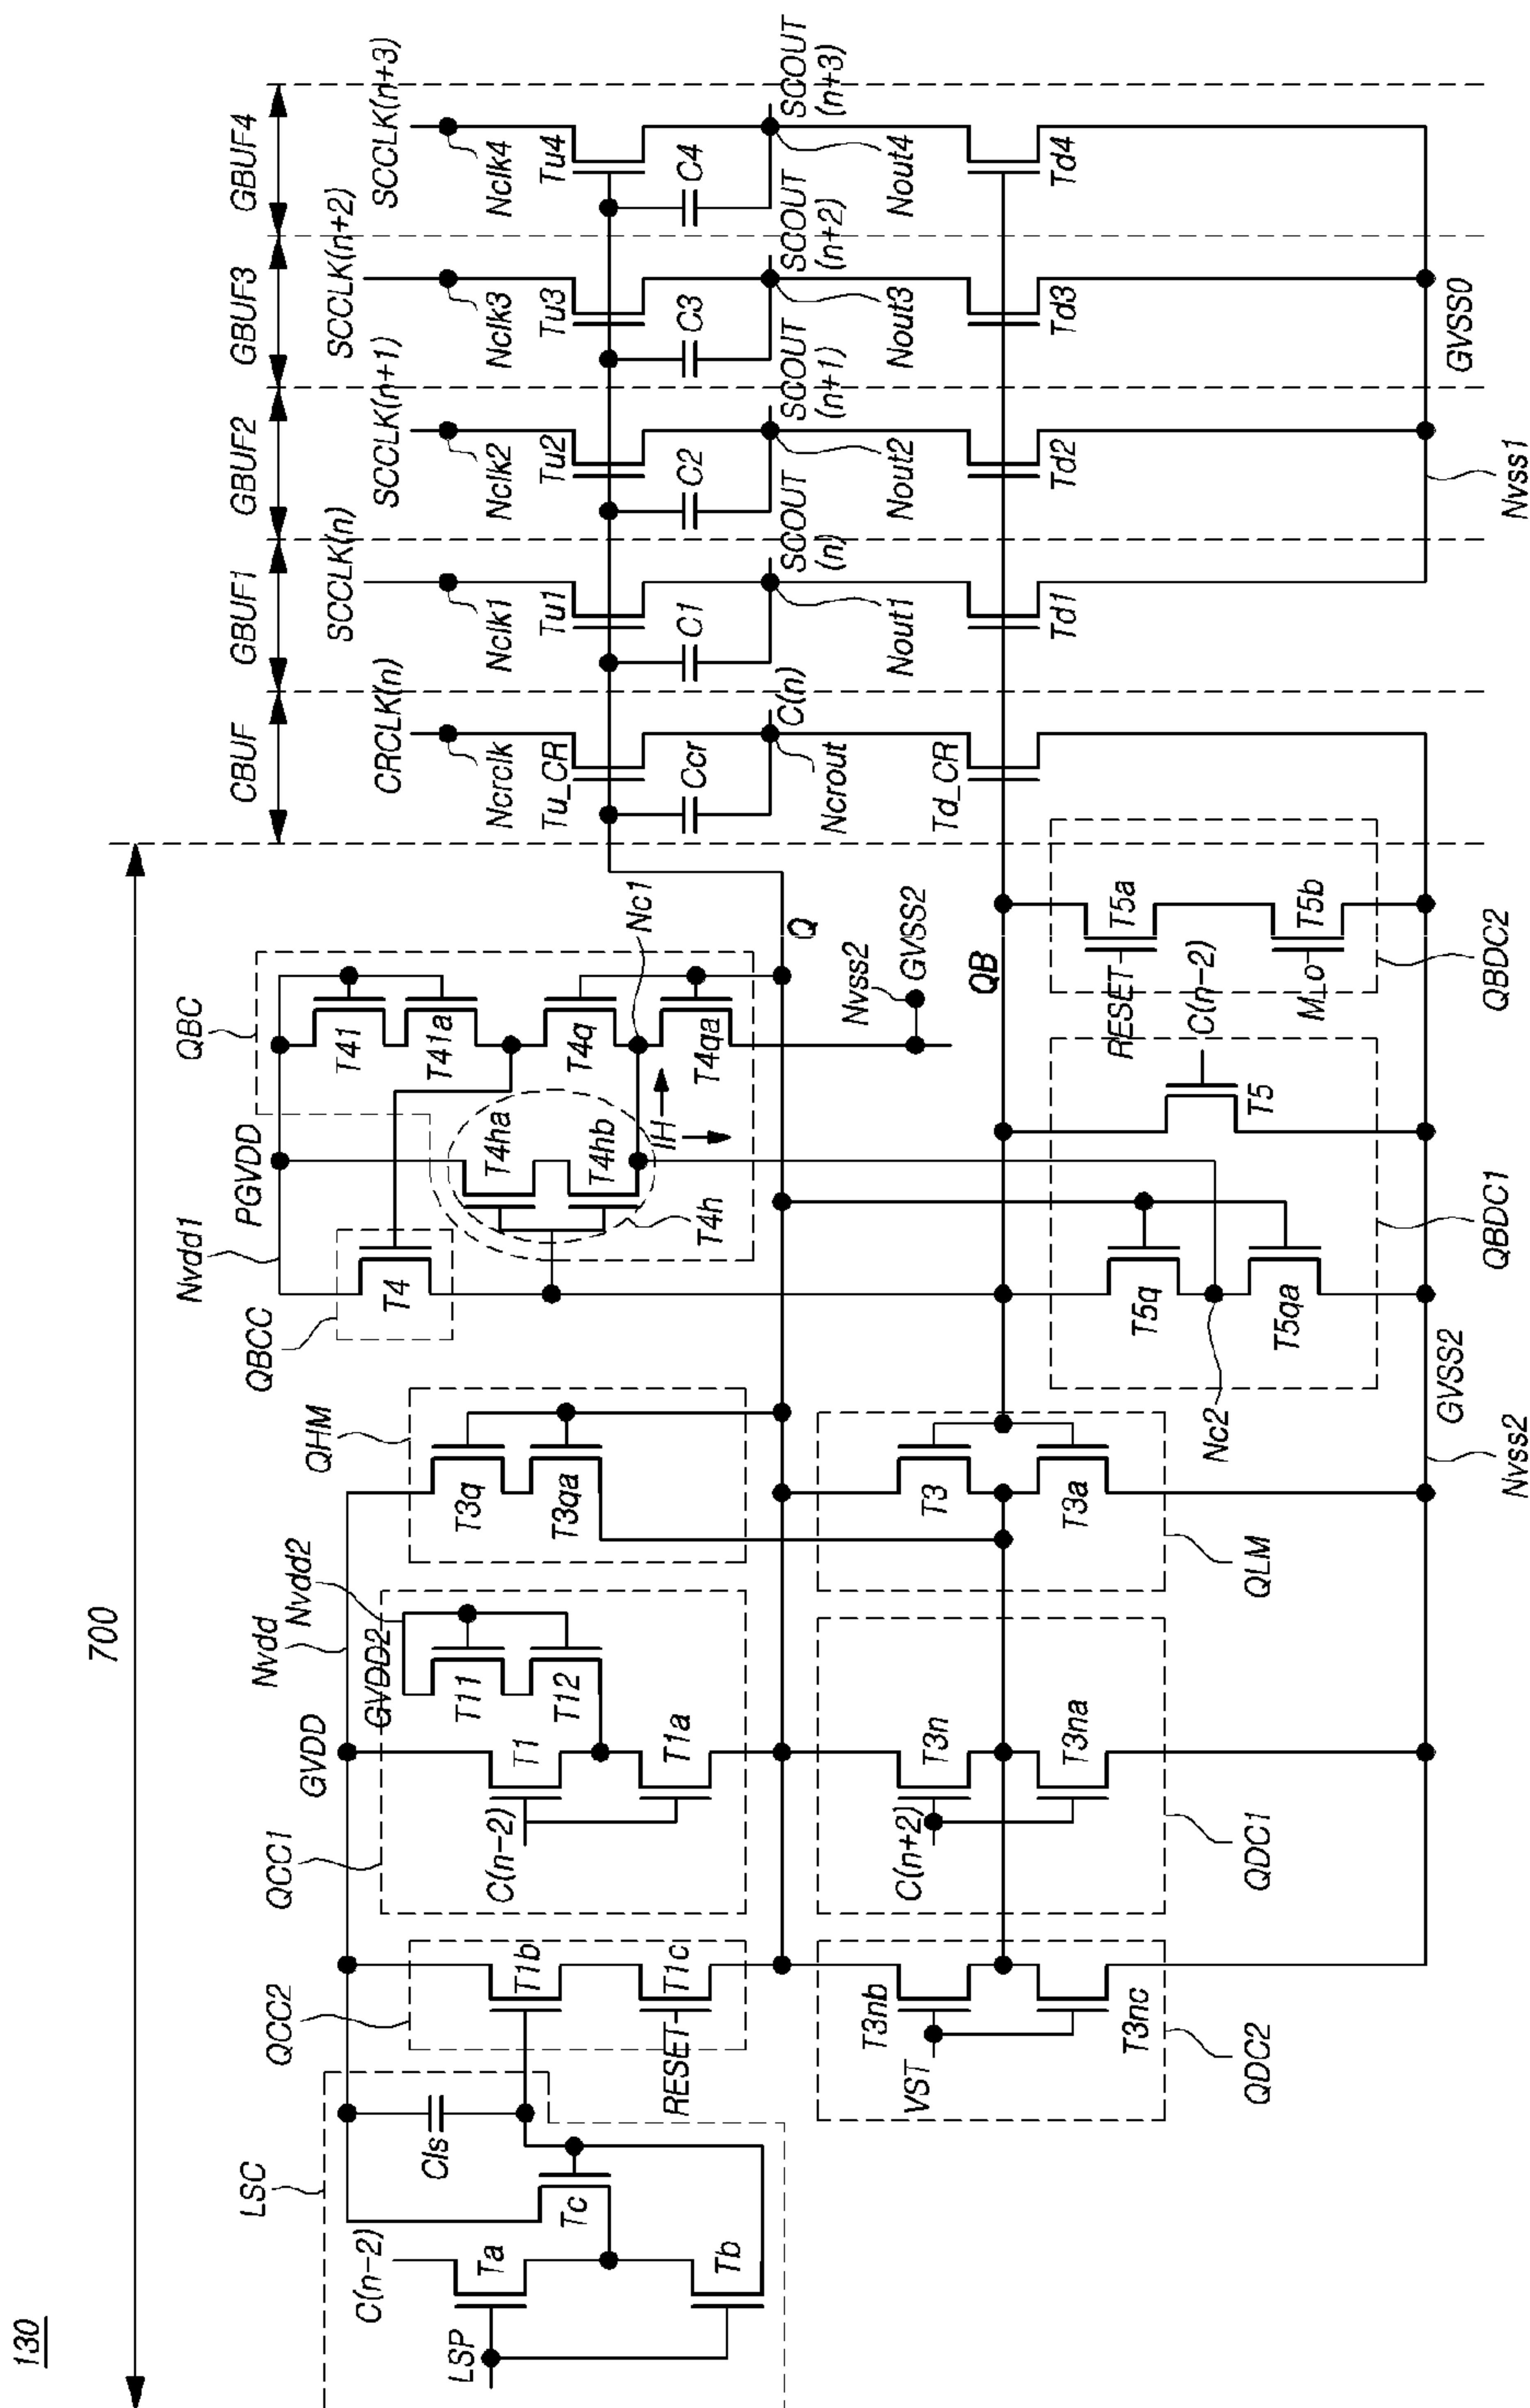 130
700
CBUF
GBUF1
GBUF2
GBUF3
GBUF4
CRCLK(n)
SCCLK(n)
SCCLK(n+1)
SCCLK(n+2)
SCCLK(n+3)
Ncrclk
Nclk1
Nclk2
Nclk3
Nclk4
Tu_CR
Tu1
Tu2
Tu3
Tu4
Ccr
C1
C2
C3
C4
C(n)
SCOUT
(n)
SCOUT
(n+1)
SCOUT
(n+2)
SCOUT
(n+3)
Ncrout
Nout1
Nout2
Nout3
Nout4
Td_CR
Td1
Td2
Td3
Td4
GVSS0
Nvss1
LSC
QCC2
QCC1
Nvdd
Nvdd2
QHM
QBCC
Nvdd1
QBC
GVDD
GVDD2
PGVDD
C(n-2)
LSP
Ta
Tb
Tc
Cls
T1b
T1c
RESET
C(n-2)
T1
T1a
T11
T12
T3q
T3qa
T4
T41
T41a
T4q
T4qa
T4ha
T4hb
T4h
IH
Nc1
Q
Nvss2
GVSS2
QB
VST
T3nb
T3nc
QDC2
C(n+2)
T3n
T3na
QDC1
T3
T3a
QLM
T5q
T5qa
Nc2
T5
C(n-2)
QBDC1
RESET
T5a
M_o
T5b
QBDC2
GVSS2
Nvss2